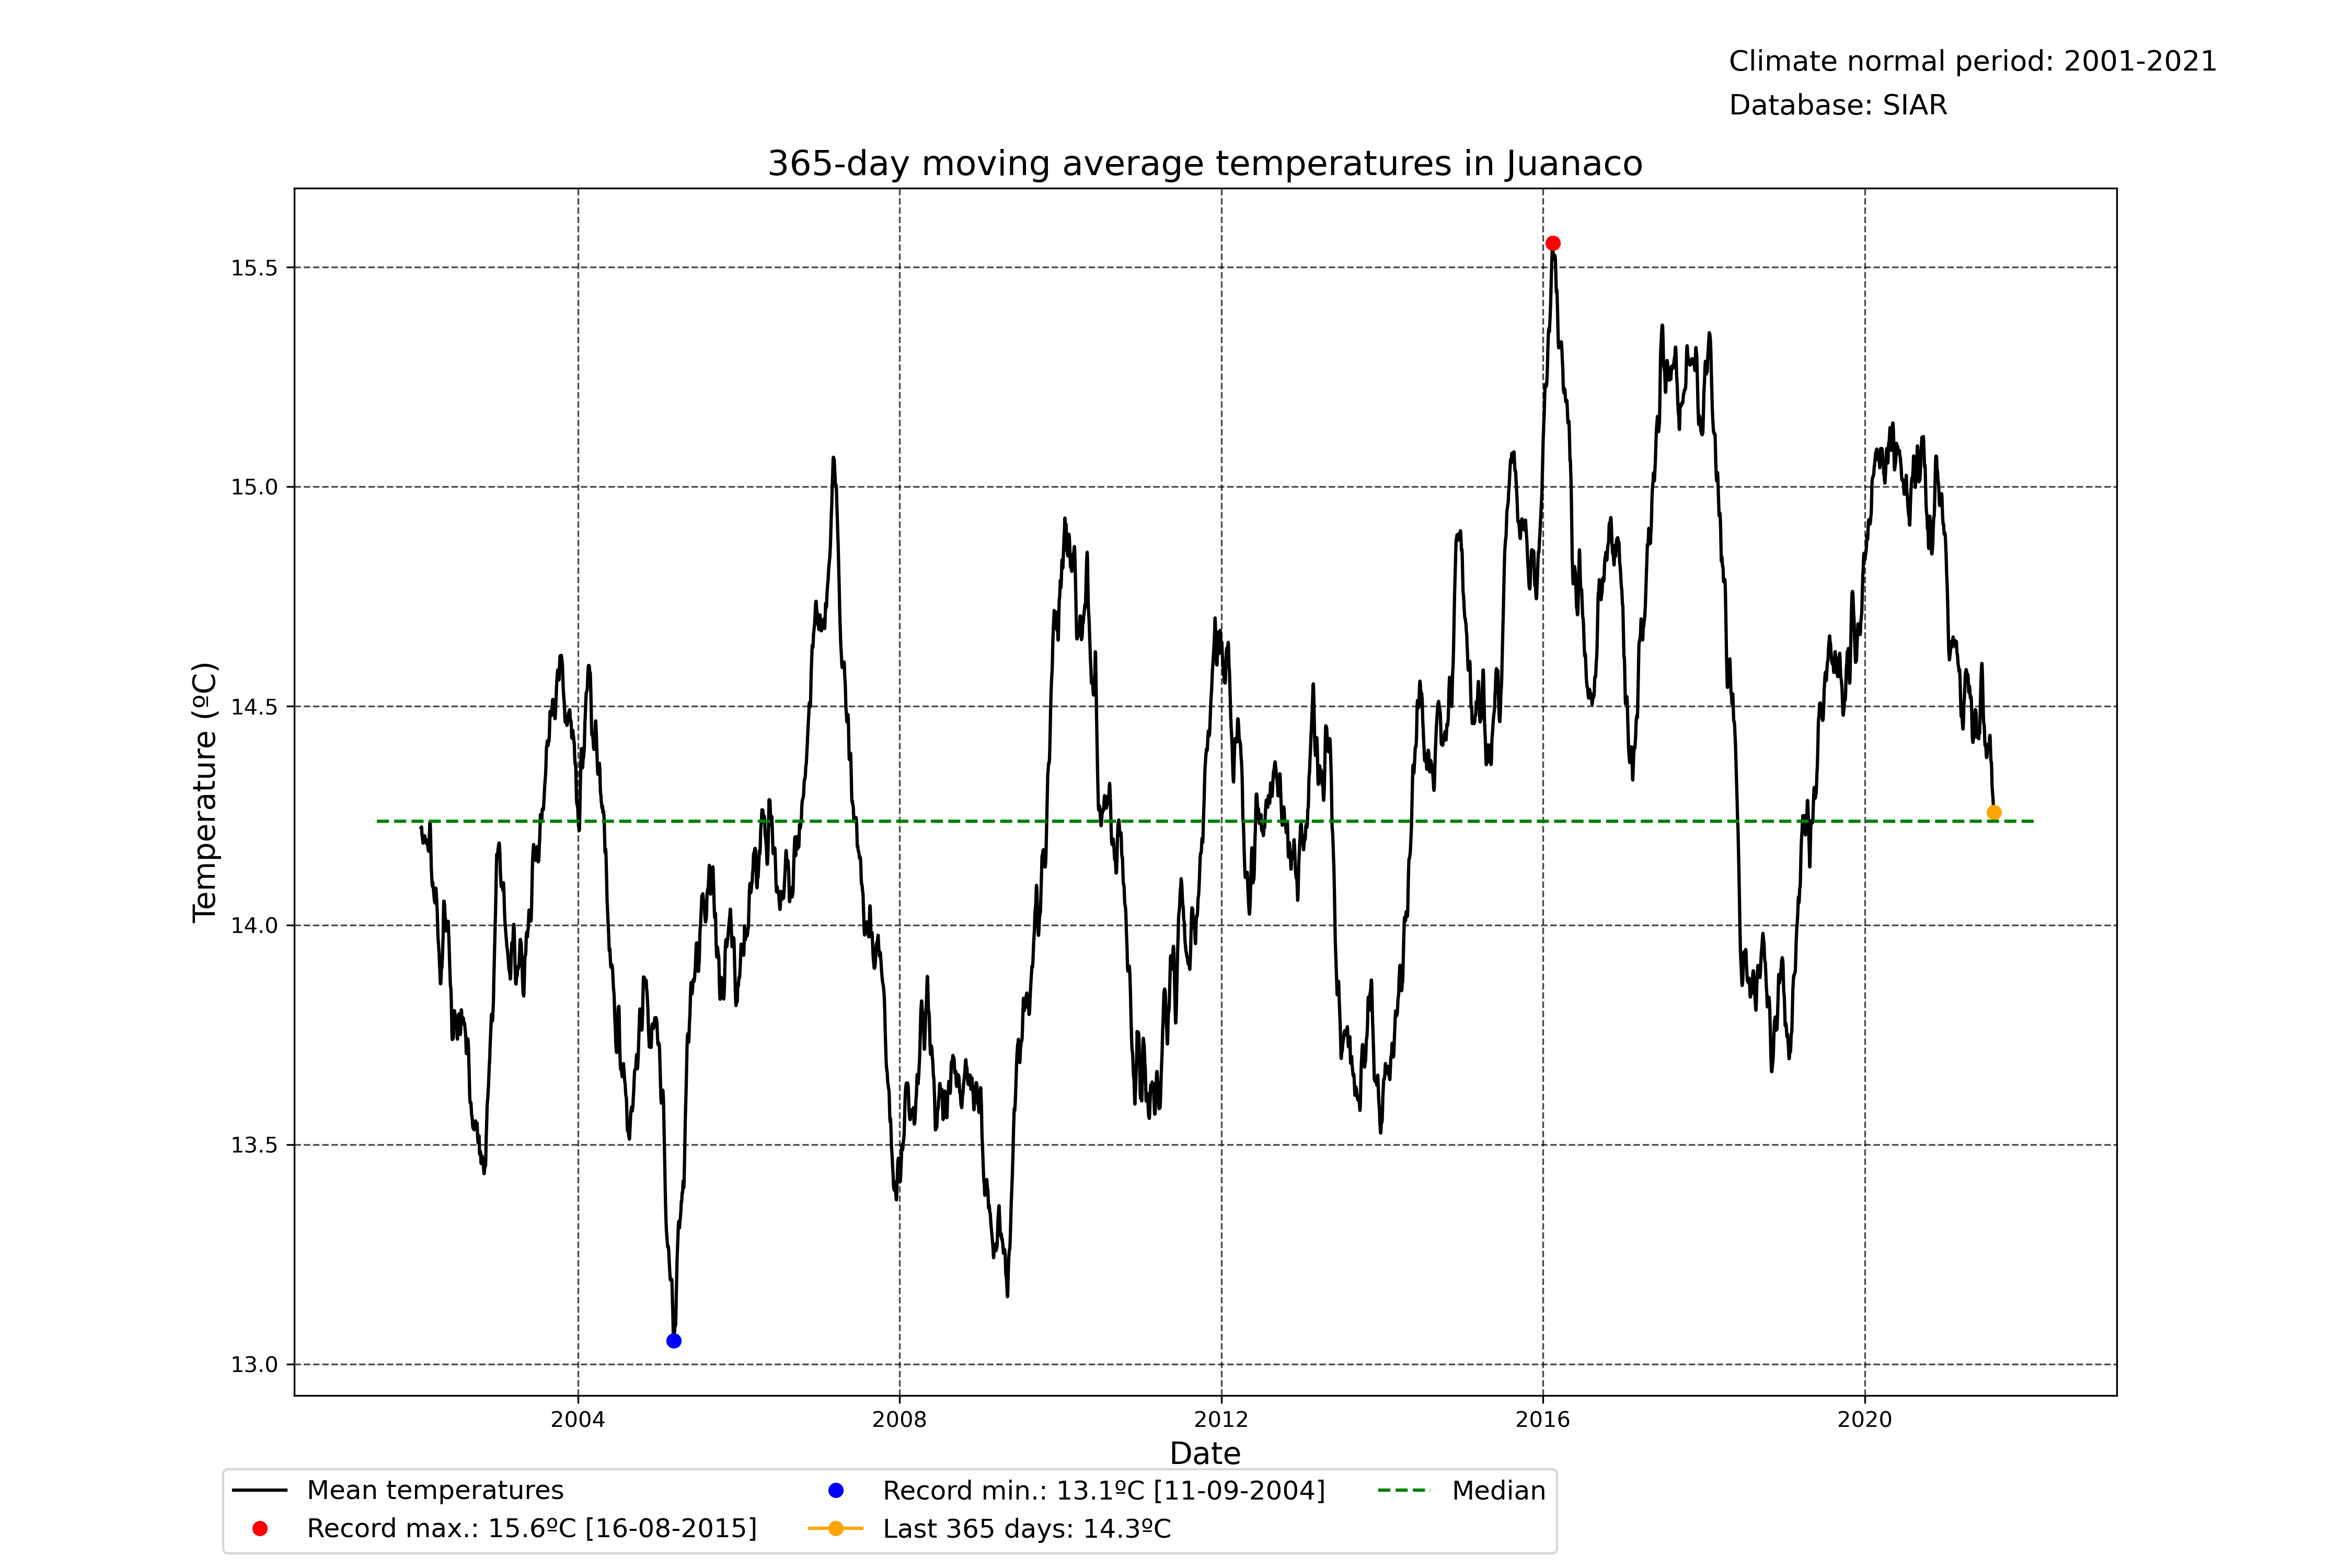 Climate normal period: 2001-2021
Database: SIAR
365-day moving average temperatures in Juanaco
Temperature (ºC)
15.5
15.0
14.5
14.0
13.5
13.0
2004
2008
2012
2016
2020
Date
Mean temperatures
Record max.: 15.6ºC [16-08-2015]
Record min.: 13.1ºC [11-09-2004]
Last 365 days: 14.3ºC
Median